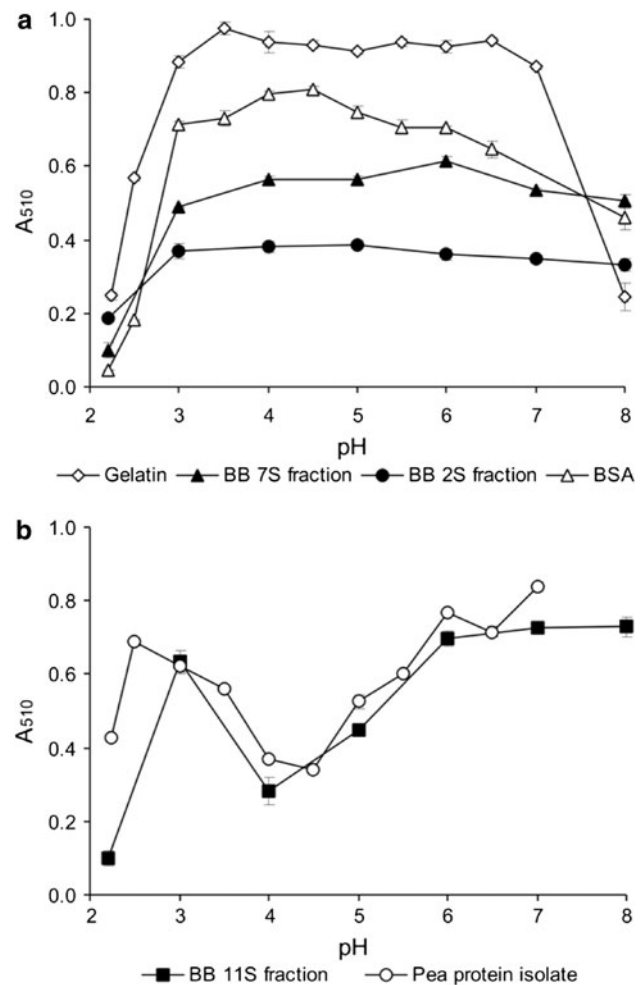 a
1.0
0.8
0.6
0.4
0.2
0.0
A510
2 3 4 5 6 7 8
pH
Gelatin BB 7S fraction BB 2S fraction BSA
b
1.0
0.8
0.6
0.4
0.2
0.0
A510
2 3 4 5 6 7 8
pH
BB 11S fraction Pea protein isolate